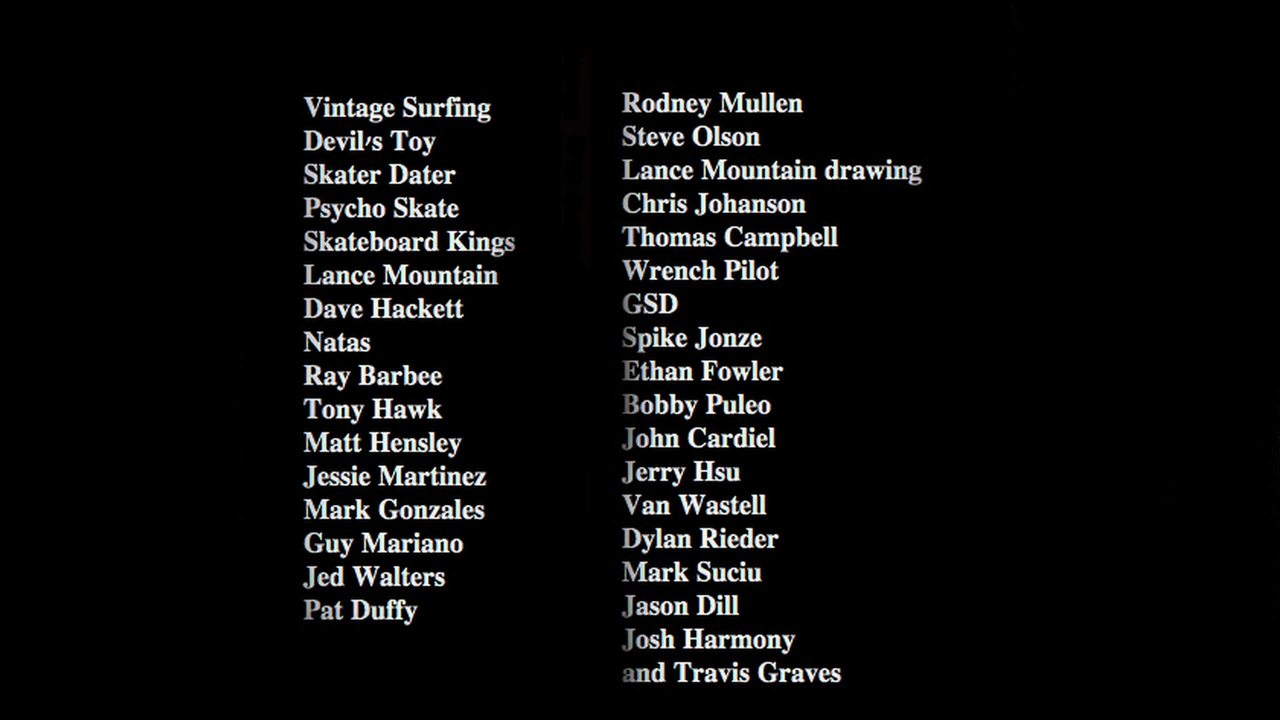 Vintage Surfing
Devil's Toy
Skater Dater
Psycho Skate
Skateboard Kings
Lance Mountain
Dave Hackett
Natas
Ray Barbee
Tony Hawk
Matt Hensley
Jessie Martinez
Mark Gonzales
Guy Mariano
Jed Walters
Pat Duffy
Rodney Mullen
Steve Olson
Lance Mountain drawing
Chris Johanson
Thomas Campbell
Wrench Pilot
GSD
Spike Jonze
Ethan Fowler
Bobby Puleo
John Cardiel
Jerry Hsu
Van Wastell
Dylan Rieder
Mark Suciu
Jason Dill
Josh Harmony
and Travis Graves